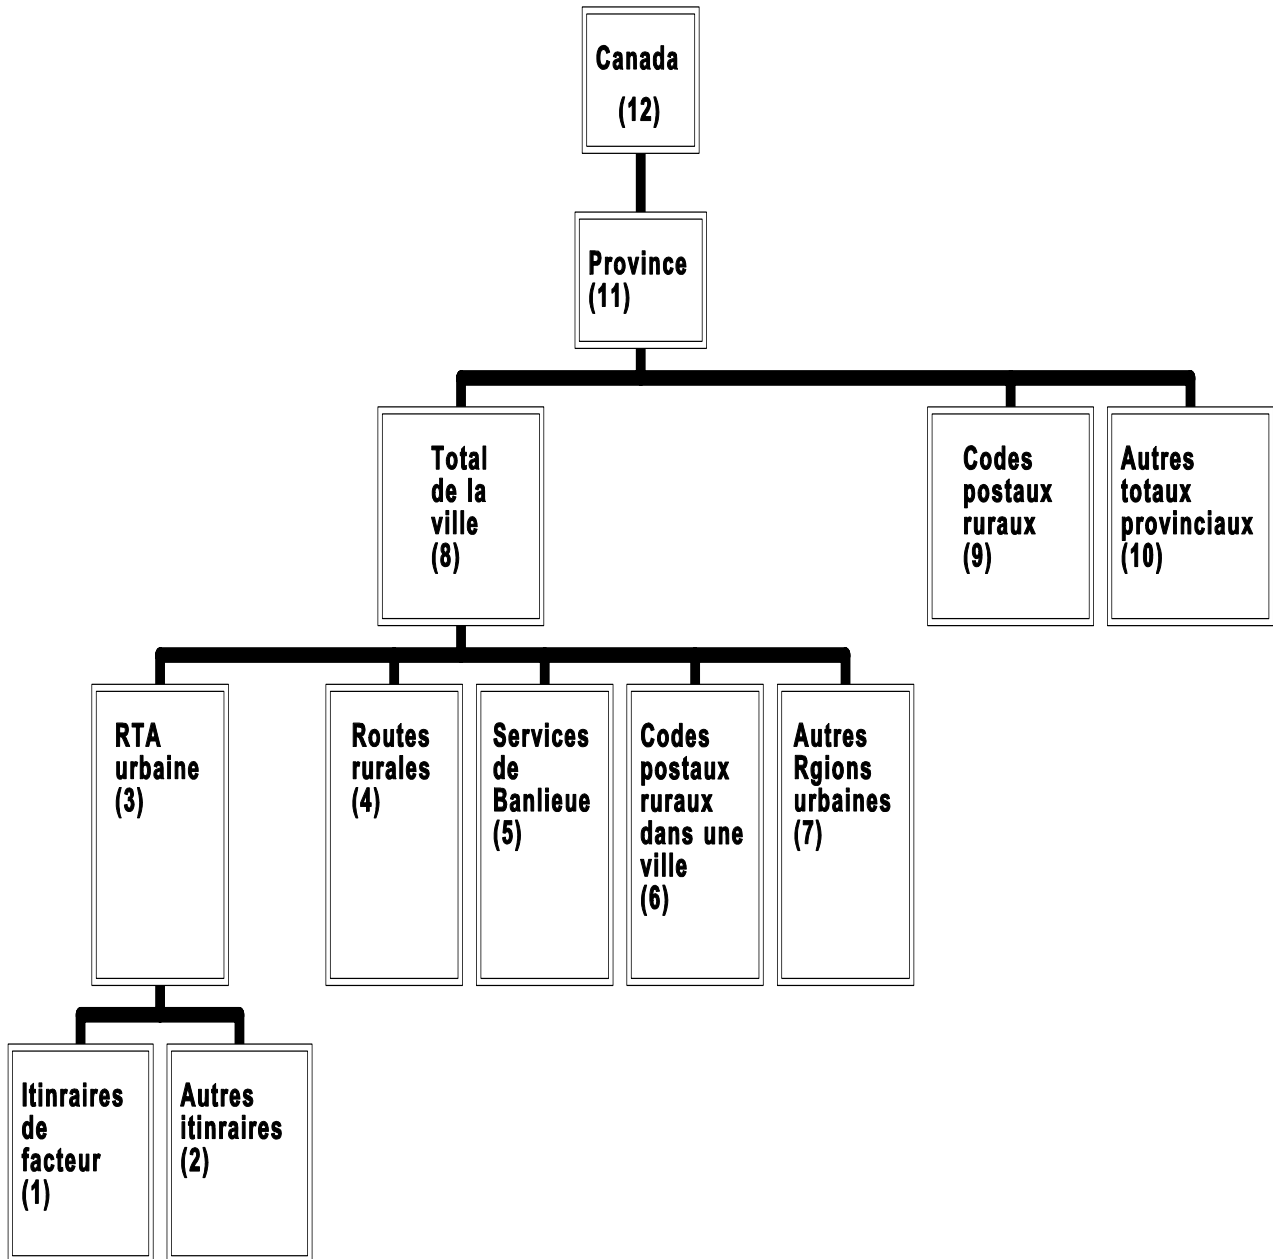 Canada
(12)
Province
(11)
Total
de la
ville
(8)
Codes
postaux
ruraux
(9)
Autres
totaux
provinciaux
(10)
RTA
urbaine
(3)
Routes
rurales
(4)
Services
de
Banlieue
(5)
Codes
postaux
ruraux
dans une
ville
(6)
Autres
Rgions
urbaines
(7)
Itinraires
de
facteur
(1)
Autres
itinraires
(2)